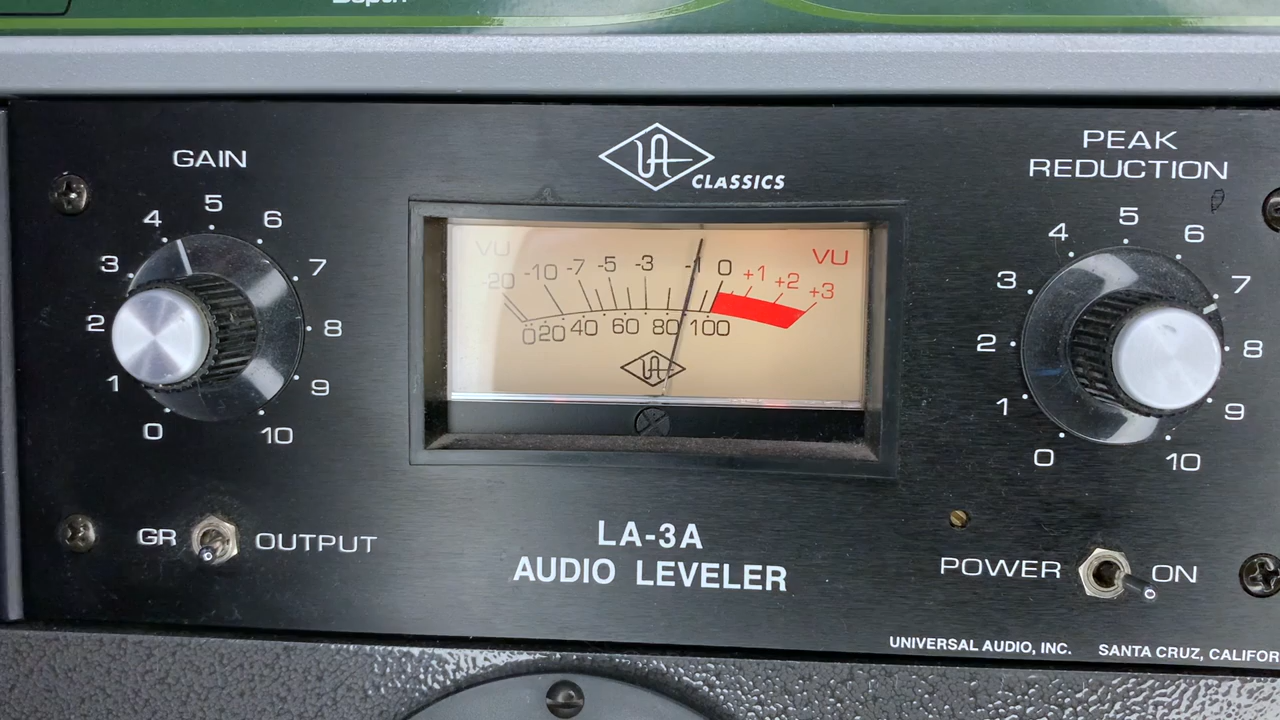 Depth
GAIN
0 1 2 3 4 5 6 7 8 9 10
GR OUTPUT
UA
CLASSICS
VU VU
-20 -10 -7 -5 -3 -1 0 +1 +2 +3
0 20 40 60 80 100
UA
LA-3A
AUDIO LEVELER
PEAK
REDUCTION
0 1 2 3 4 5 6 7 8 9 10
POWER ON
UNIVERSAL AUDIO, INC. SANTA CRUZ, CALIFOR